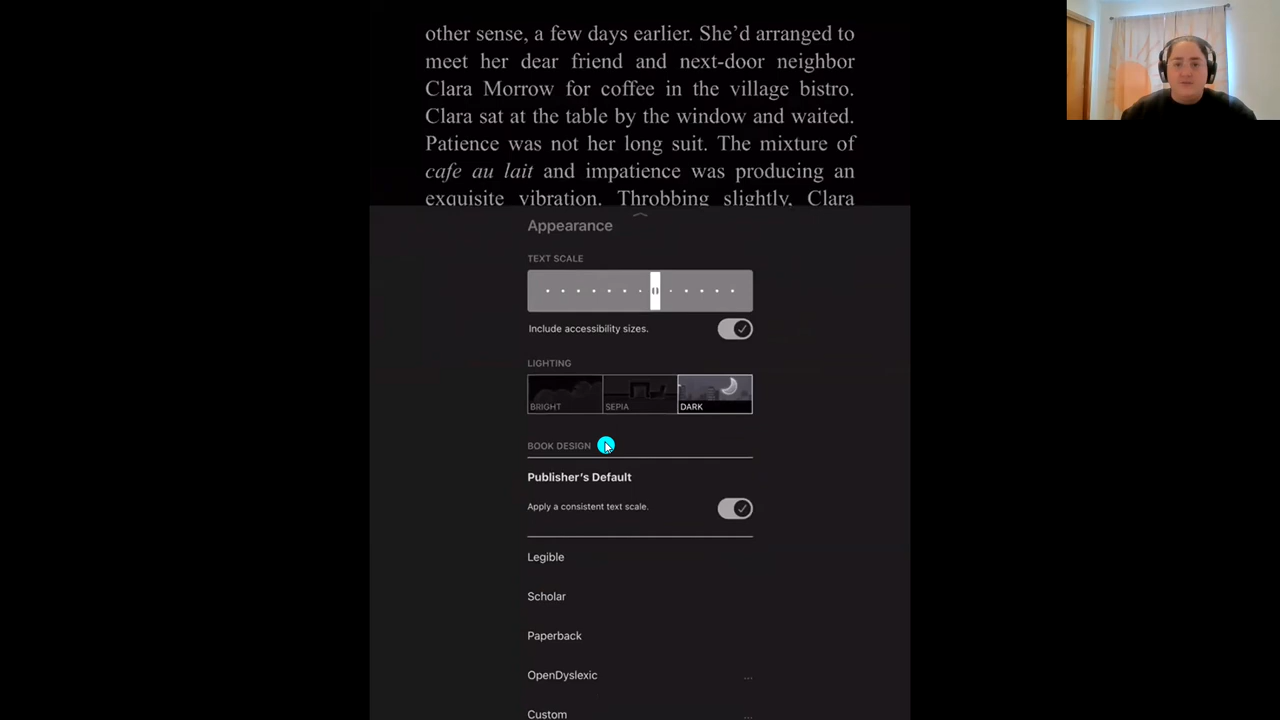 other sense, a few days earlier. She’d arranged to
meet her dear friend and next-door neighbor
Clara Morrow for coffee in the village bistro.
Clara sat at the table by the window and waited.
Patience was not her long suit. The mixture of
cafe au lait and impatience was producing an
exquisite vibration. Throbbing slightly, Clara
Appearance
TEXT SCALE
Include accessibility sizes.
LIGHTING
BRIGHT SEPIA DARK
BOOK DESIGN
Publisher’s Default
Apply a consistent text scale.
Legible
Scholar
Paperback
OpenDyslexic ...
Custom ...